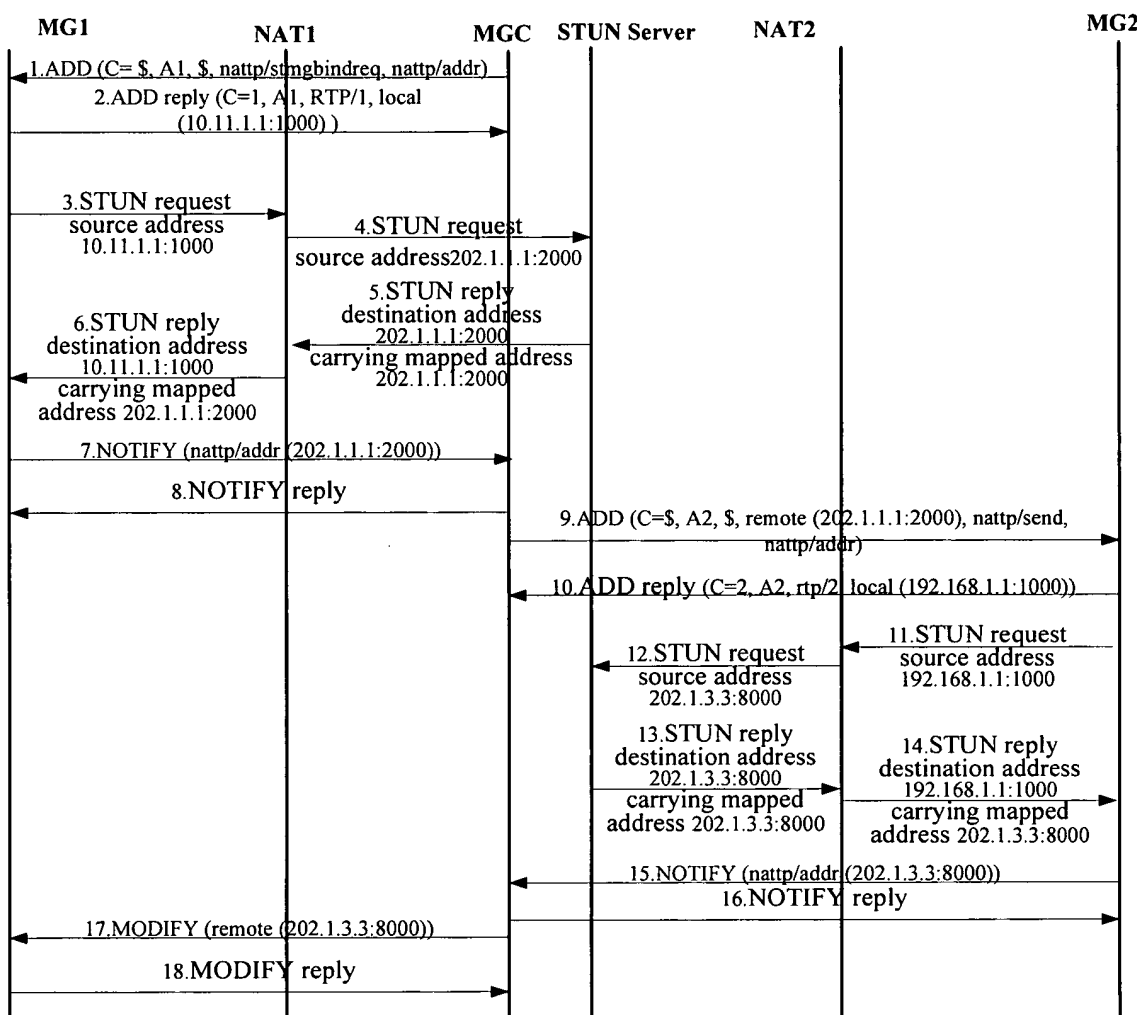 MG1
NAT1
MGC
STUN Server
NAT2
MG2
1.ADD (C= $, A1, $, nattp/stmgbindreq, nattp/addr)
2.ADD reply (C=1, A1, RTP/1, local
(10.11.1.1:1000) )
3.STUN request
source address
10.11.1.1:1000
4.STUN request
source address202.1.1.1:2000
5.STUN reply
destination address
202.1.1.1:2000
carrying mapped address
202.1.1.1:2000
6.STUN reply
destination address
10.11.1.1:1000
carrying mapped
address 202.1.1.1:2000
7.NOTIFY (nattp/addr (202.1.1.1:2000))
8.NOTIFY reply
9.ADD (C=$, A2, $, remote (202.1.1.1:2000), nattp/send,
nattp/addr)
10.ADD reply (C=2, A2, rtp/2, local (192.168.1.1:1000))
11.STUN request
source address
192.168.1.1:1000
12.STUN request
source address
202.1.3.3:8000
13.STUN reply
destination address
202.1.3.3:8000
carrying mapped
address 202.1.3.3:8000
14.STUN reply
destination address
192.168.1.1:1000
carrying mapped
address 202.1.3.3:8000
15.NOTIFY (nattp/addr (202.1.3.3:8000))
16.NOTIFY reply
17.MODIFY (remote (202.1.3.3:8000))
18.MODIFY reply